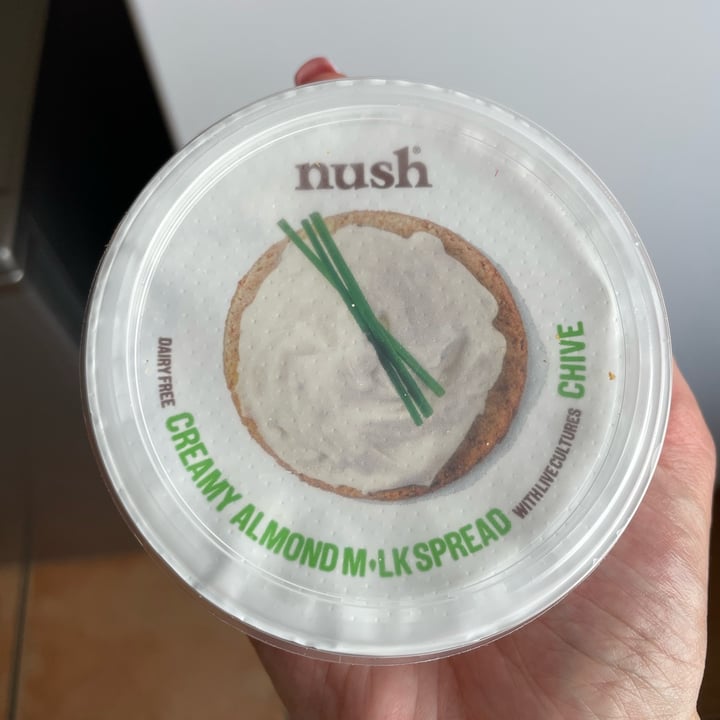 nush®
DAIRY FREE
CREAMY ALMOND M•LK SPREAD
WITH LIVE CULTURES
CHIVE